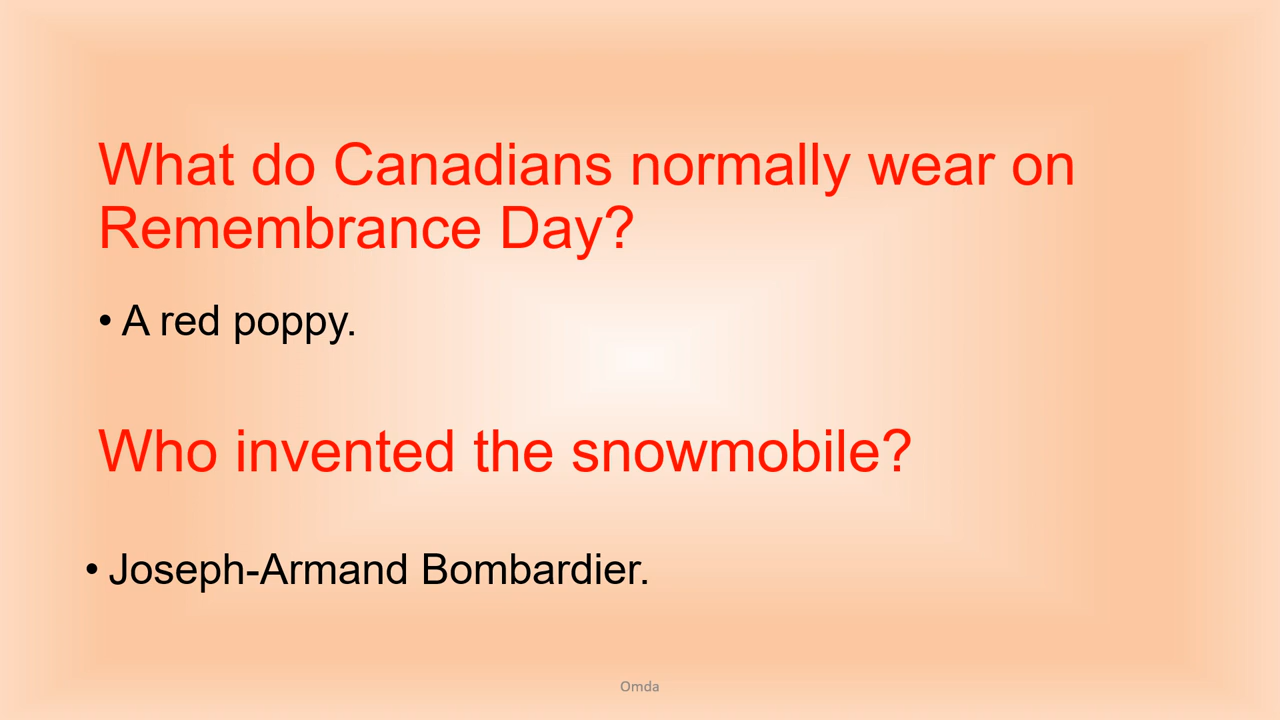 What do Canadians normally wear on
Remembrance Day?
• A red poppy.
Who invented the snowmobile?
• Joseph-Armand Bombardier.
Omda